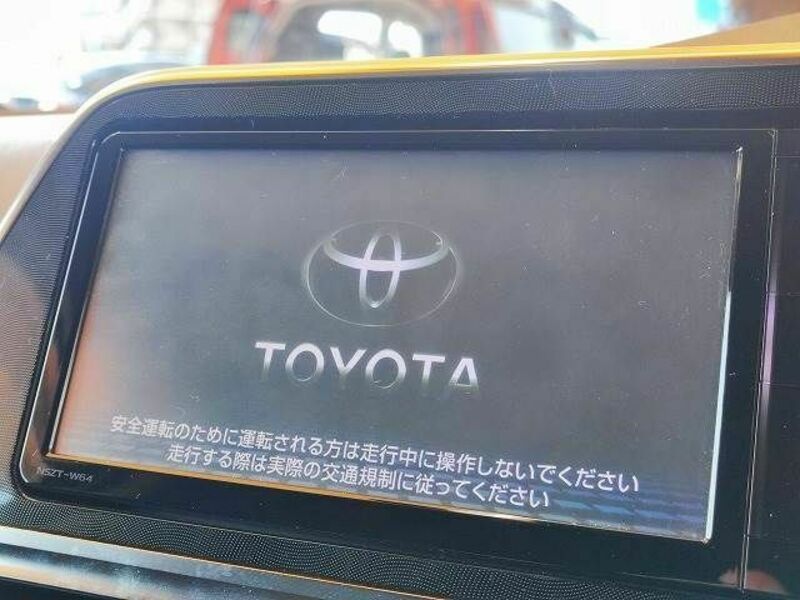 TOYOTA
安全運転のために運転される方は走行中に操作しないでください
走行する際は実際の交通規制に従ってください
NSZT-W64